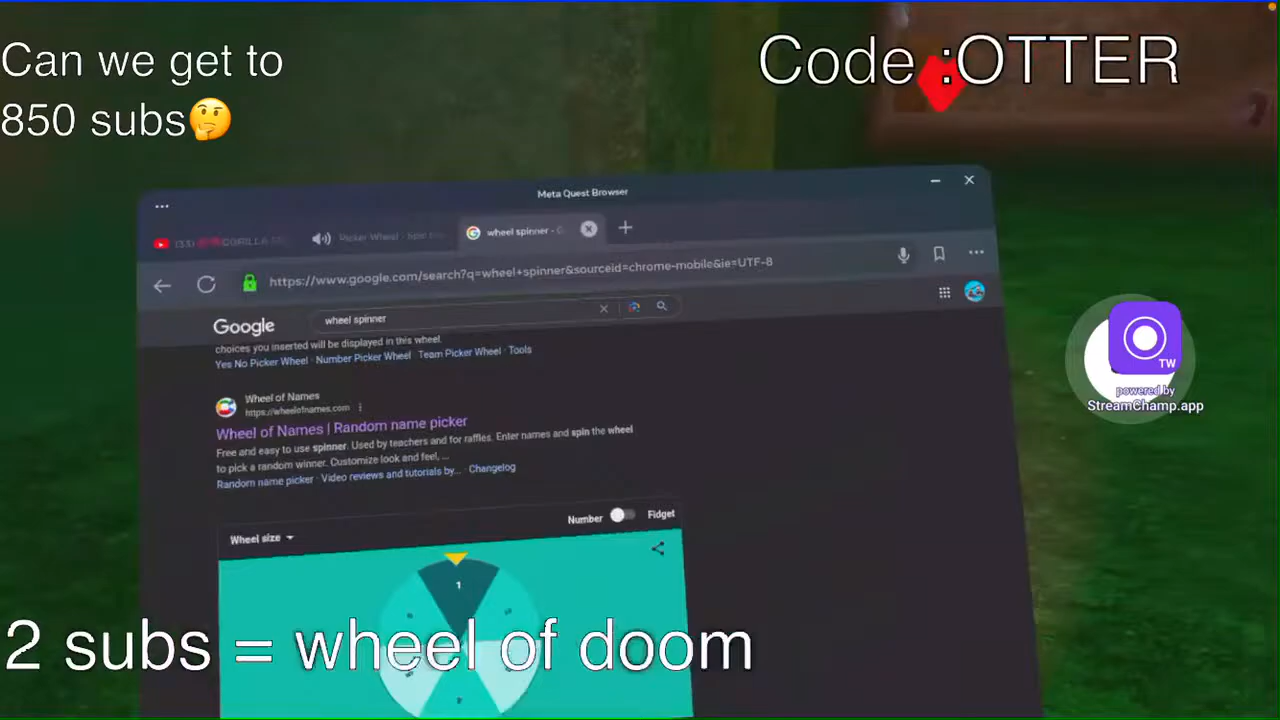 Can we get to
850 subs🤔
Code :OTTER
Meta Quest Browser
(33) GORILLA
Picker Wheel - Spin
wheel spinner - G
https://www.google.com/search?q=wheel+spinner&sourceid=chrome-mobile&ie=UTF-8
Google
wheel spinner
choices you inserted will be displayed in this wheel.
Yes No Picker Wheel · Number Picker Wheel · Team Picker Wheel · Tools
Wheel of Names
https://wheelofnames.com
Wheel of Names | Random name picker
Free and easy to use spinner. Used by teachers and for raffles. Enter names and spin the wheel
to pick a random winner. Customize look and feel, ...
Random name picker · Video reviews and tutorials by... · Changelog
Number
Fidget
Wheel size
1
TW
powered by
StreamChamp.app
2 subs = wheel of doom